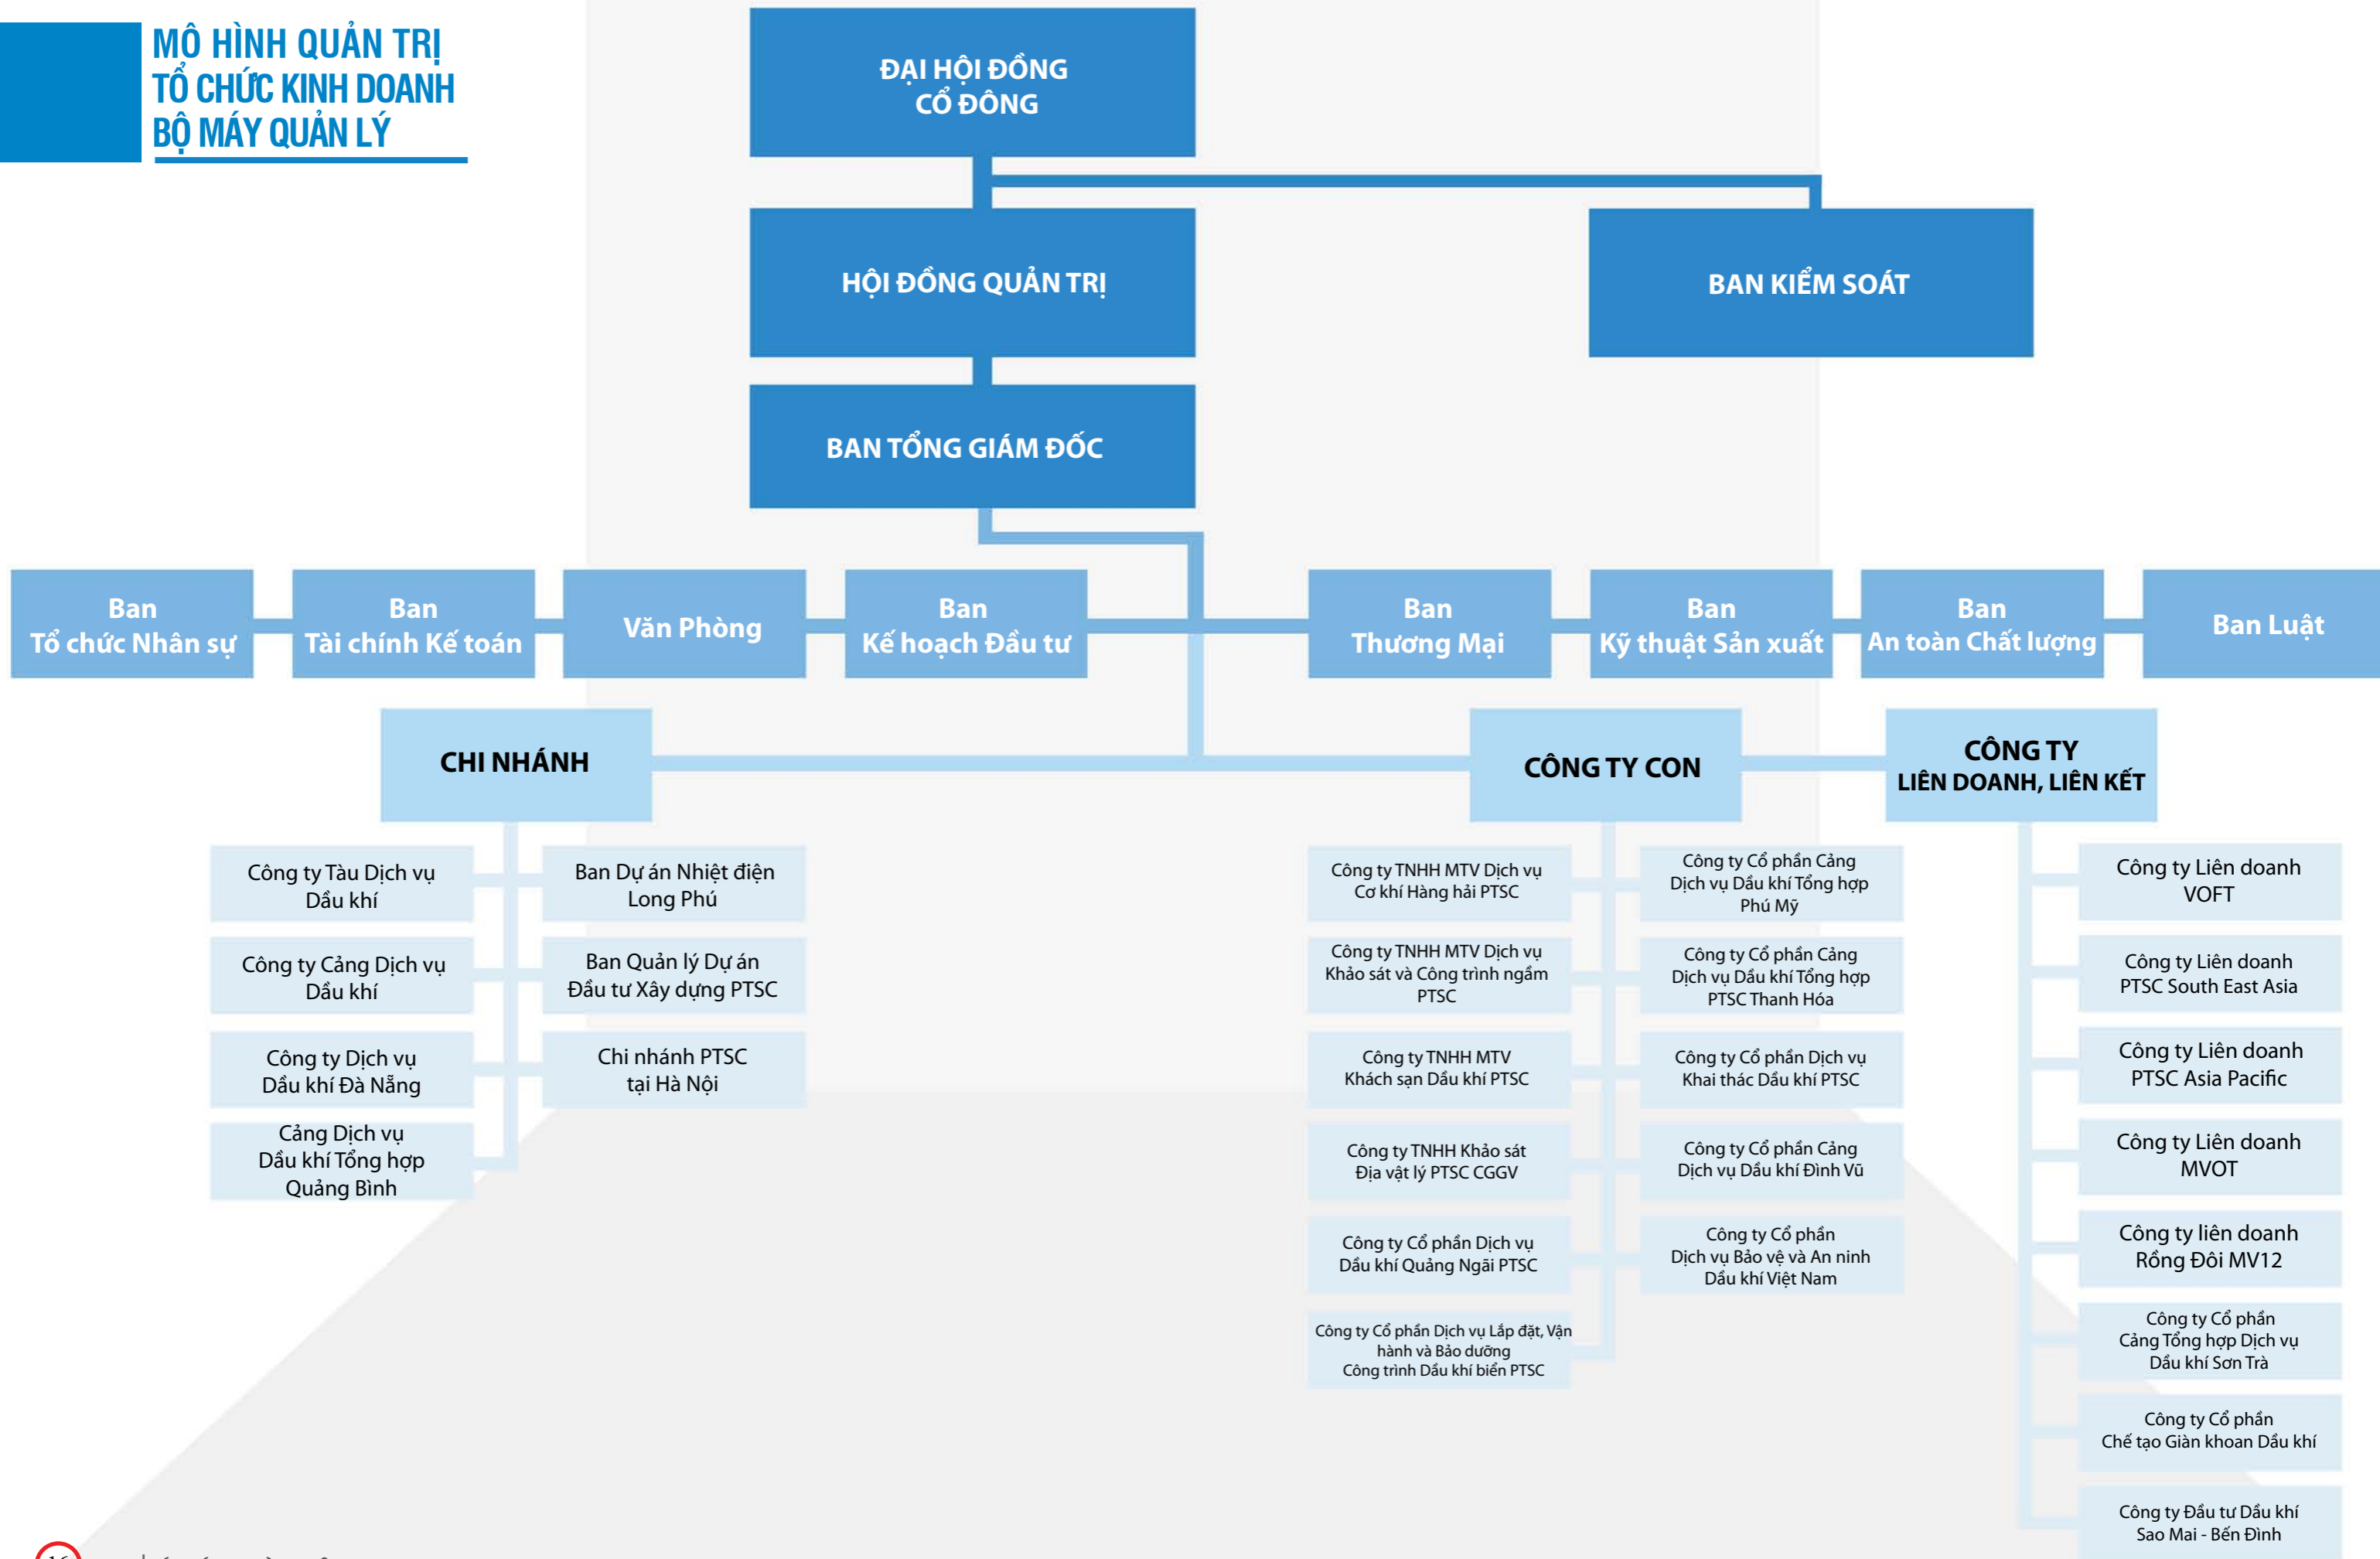 MÔ HÌNH QUẢN TRỊ
TỔ CHỨC KINH DOANH
BỘ MÁY QUẢN LÝ
ĐẠI HỘI ĐỒNG
CỔ ĐÔNG
HỘI ĐỒNG QUẢN TRỊ
BAN KIỂM SOÁT
BAN TỔNG GIÁM ĐỐC
Ban
Tổ chức Nhân sự
Ban
Tài chính Kế toán
Văn Phòng
Ban
Kế hoạch Đầu tư
Ban
Thương Mại
Ban
Kỹ thuật Sản xuất
Ban
An toàn Chất lượng
Ban Luật
CHI NHÁNH
Công ty Tàu Dịch vụ
Dầu khí
Ban Dự án Nhiệt điện
Long Phú
Công ty Cảng Dịch vụ
Dầu khí
Ban Quản lý Dự án
Đầu tư Xây dựng PTSC
Công ty Dịch vụ
Dầu khí Đà Nẵng
Chi nhánh PTSC
tại Hà Nội
Cảng Dịch vụ
Dầu khí Tổng hợp
Quảng Bình
CÔNG TY CON
Công ty TNHH MTV Dịch vụ
Cơ khí Hàng hải PTSC
Công ty Cổ phần Cảng
Dịch vụ Dầu khí Tổng hợp
Phú Mỹ
Công ty TNHH MTV Dịch vụ
Khảo sát và Công trình ngầm
PTSC
Công ty Cổ phần Cảng
Dịch vụ Dầu khí Tổng hợp
PTSC Thanh Hóa
Công ty TNHH MTV
Khách sạn Dầu khí PTSC
Công ty Cổ phần Dịch vụ
Khai thác Dầu khí PTSC
Công ty TNHH Khảo sát
Địa vật lý PTSC CGGV
Công ty Cổ phần Cảng
Dịch vụ Dầu khí Đình Vũ
Công ty Cổ phần Dịch vụ
Dầu khí Quảng Ngãi PTSC
Công ty Cổ phần
Dịch vụ Bảo vệ và An ninh
Dầu khí Việt Nam
Công ty Cổ phần Dịch vụ Lắp đặt, Vận
hành và Bảo dưỡng
Công trình Dầu khí biển PTSC
CÔNG TY
LIÊN DOANH, LIÊN KẾT
Công ty Liên doanh
VOFT
Công ty Liên doanh
PTSC South East Asia
Công ty Liên doanh
PTSC Asia Pacific
Công ty Liên doanh
MVOT
Công ty liên doanh
Rồng Đôi MV12
Công ty Cổ phần
Cảng Tổng hợp Dịch vụ
Dầu khí Sơn Trà
Công ty Cổ phần
Chế tạo Giàn khoan Dầu khí
Công ty Đầu tư Dầu khí
Sao Mai - Bến Đình